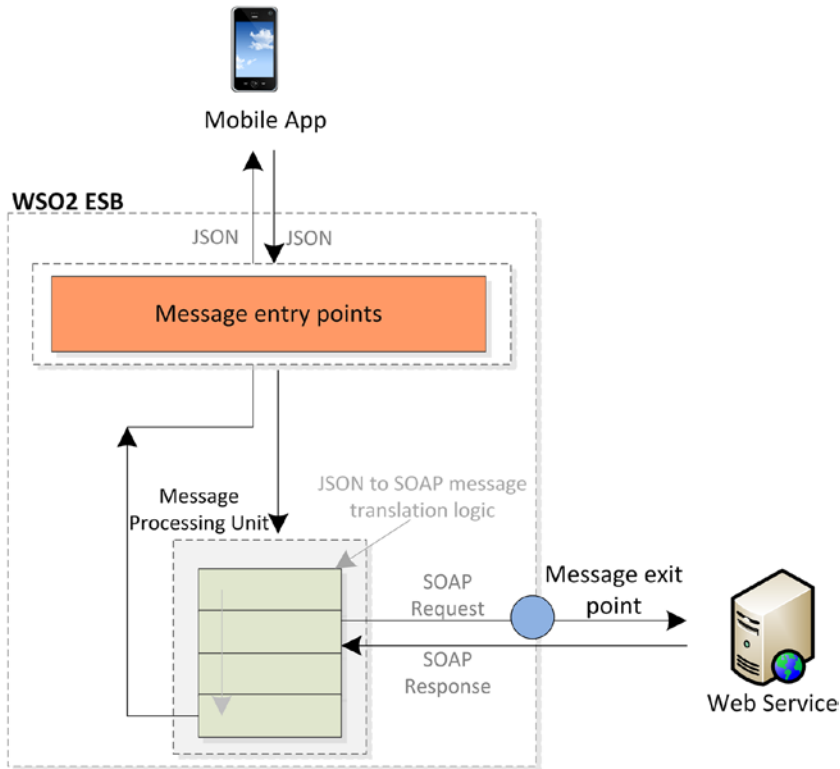 Mobile App
WSO2 ESB
JSON
JSON
Message entry points
Message
Processing Unit
JSON to SOAP message
translation logic
SOAP
Request
Message exit
point
SOAP
Response
Web Service